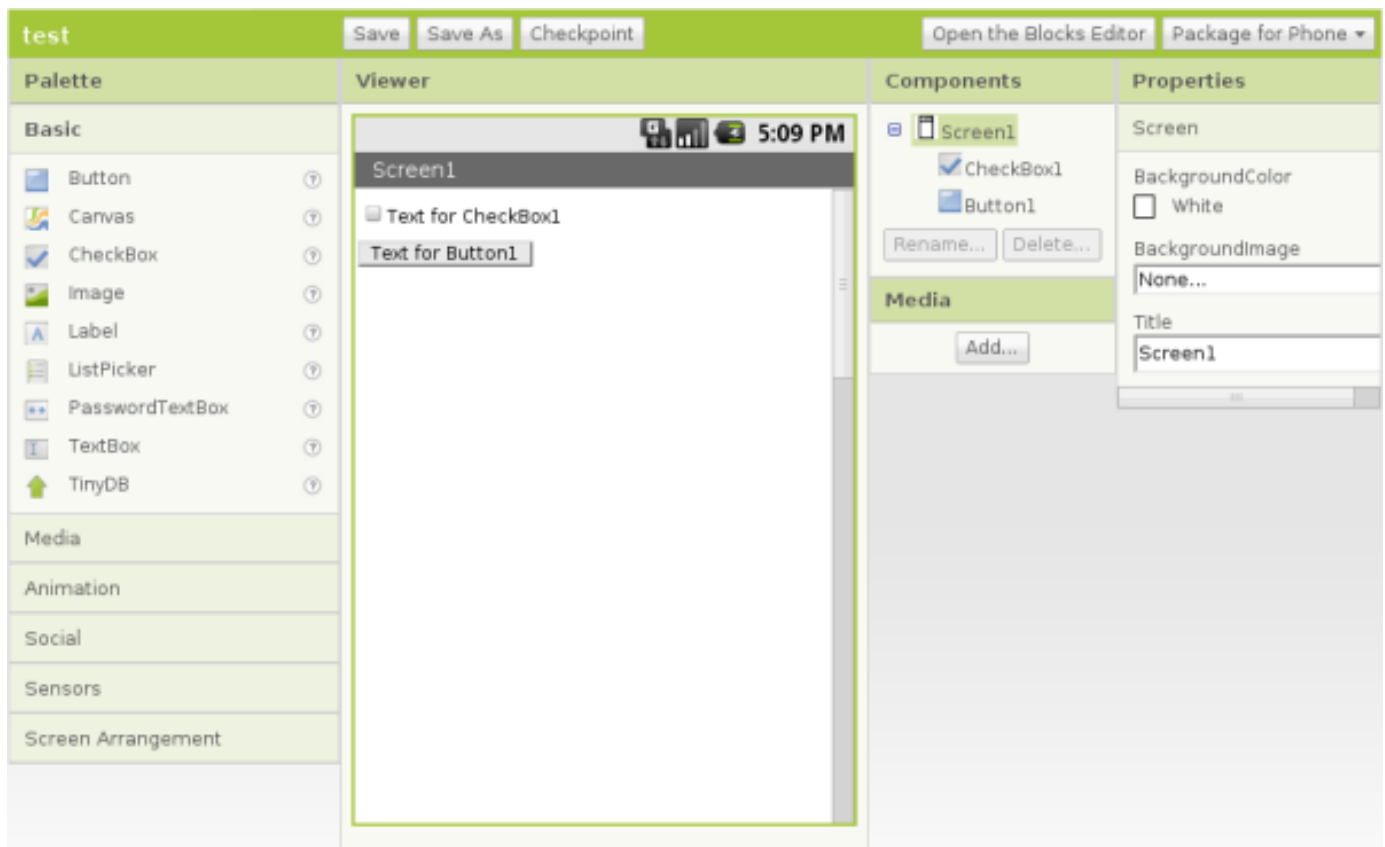 test
Save
Save As
Checkpoint
Open the Blocks Editor
Package for Phone
Palette
Basic
Button
Canvas
CheckBox
Image
Label
ListPicker
PasswordTextBox
TextBox
TinyDB
Media
Animation
Social
Sensors
Screen Arrangement
Viewer
5:09 PM
Screen1
Text for CheckBox1
Text for Button1
Components
Screen1
CheckBox1
Button1
Rename...
Delete...
Media
Add...
Properties
Screen
BackgroundColor
White
BackgroundImage
None...
Title
Screen1